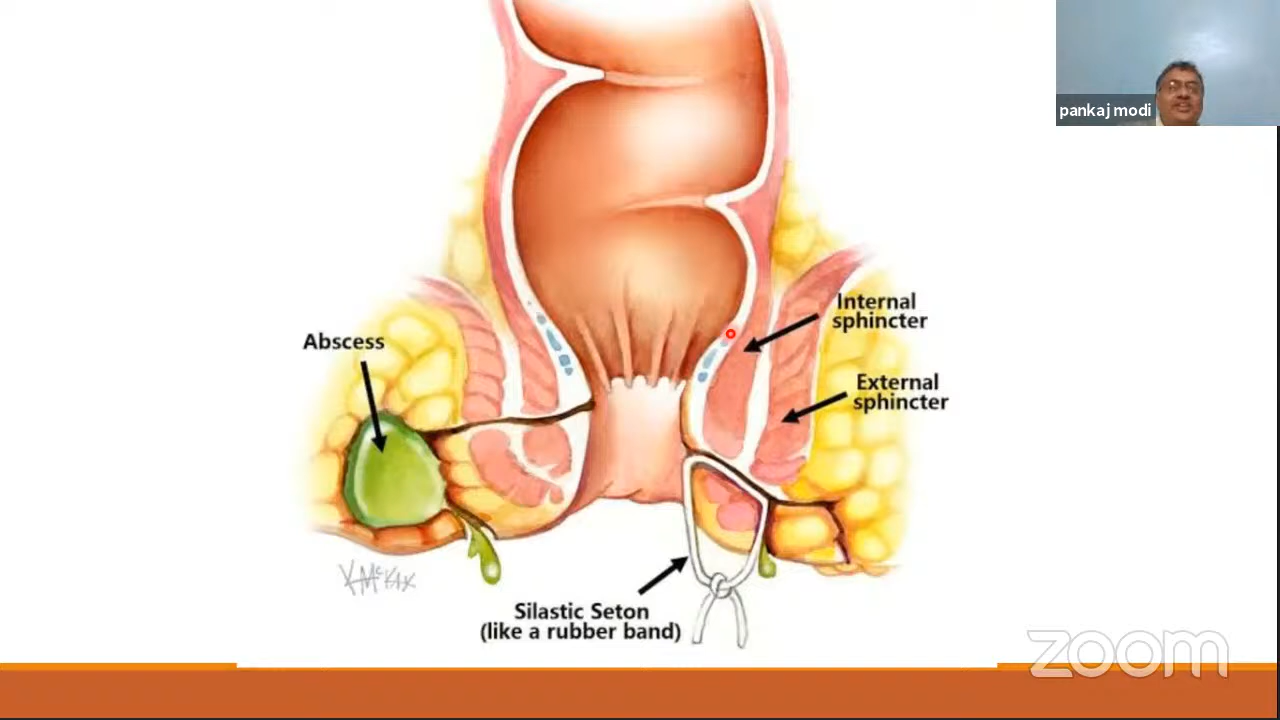 pankaj modi
Internal
sphincter
Abscess
External
sphincter
Silastic Seton
(like a rubber band)
zoom